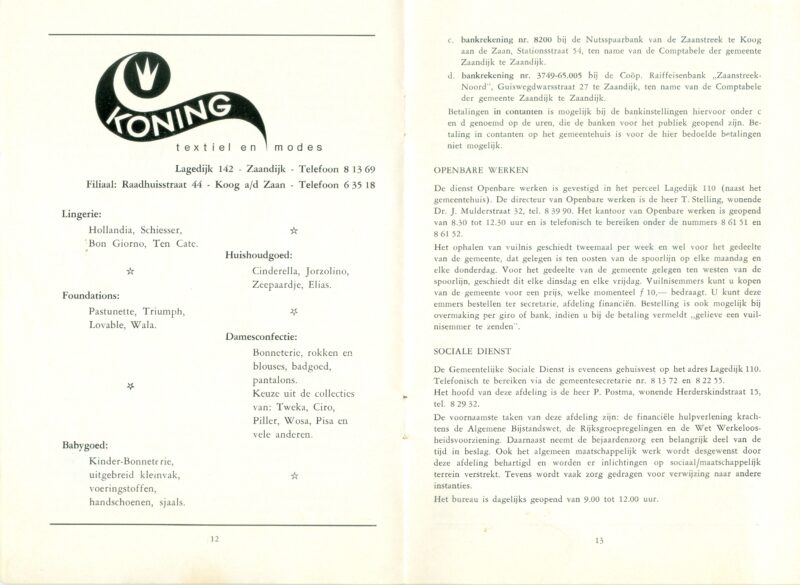 KONING
textiel en modes
Lagedijk 142 - Zaandijk - Telefoon 8 13 69
Filiaal: Raadhuisstraat 44 - Koog a/d Zaan - Telefoon 6 35 18
Lingerie:
Hollandia, Schiesser,
Bon Giorno, Ten Cate.
Foundations:
Pastunette, Triumph,
Lovable, Wala.
Babygoed:
Kinder-Bonneterie,
uitgebreid kleinvak,
voeringstoffen,
handschoenen, sjaals.
Huishoudgoed:
Cinderella, Jorzolino,
Zeepaardje, Elias.
Damesconfectie:
Bonneterie, rokken en
blouses, badgoed,
pantalons.
Keuze uit de collecties
van: Tweka, Ciro,
Piller, Wosa, Pisa en
vele anderen.
12
c. bankrekening nr. 8200 bij de Nutsspaarbank van de Zaanstreek te Koog
aan de Zaan, Stationsstraat 54, ten name van de Comptabele der gemeente
Zaandijk te Zaandijk.
d. bankrekening nr. 3749-65.005 bij de Coöp. Raiffeisenbank „Zaanstreek-
Noord”, Guisweg­dwarsstraat 27 te Zaandijk, ten name van de Comptabele
der gemeente Zaandijk te Zaandijk.
Betalingen in contanten is mogelijk bij de bankinstellingen hiervoor onder c
en d genoemd op de uren, die de banken voor het publiek geopend zijn. Be-
taling in contanten op het gemeentehuis is voor de hier bedoelde betalingen
niet mogelijk.
OPENBARE WERKEN
De dienst Openbare werken is gevestigd in het perceel Lagedijk 110 (naast het
gemeentehuis). De directeur van Openbare werken is de heer T. Stelling, wonende
Dr. J. Mulderstraat 32, tel. 8 39 90. Het kantoor van Openbare werken is geopend
van 8.30 tot 12.30 uur en is telefonisch te bereiken onder de nummers 8 61 51 en
8 61 52.
Het ophalen van vuilnis geschiedt tweemaal per week en wel voor het gedeelte
van de gemeente, dat gelegen is ten oosten van de spoorlijn op elke maandag en
elke donderdag. Voor het gedeelte van de gemeente gelegen ten westen van de
spoorlijn, geschiedt dit elke dinsdag en elke vrijdag. Vuilnisemmers kunt u kopen
van de gemeente voor een prijs, welke momenteel ƒ 10,— bedraagt. U kunt deze
emmers bestellen ter secretarie, afdeling financiën. Bestelling is ook mogelijk bij
overmaking per giro of bank, indien u bij de betaling vermeldt „gelieve een vuil-
nisemmer te zenden”.
SOCIALE DIENST
De Gemeentelijke Sociale Dienst is eveneens gehuisvest op het adres Lagedijk 110.
Telefonisch te bereiken via de gemeentesecretarie nr. 8 13 72 en 8 22 55.
Het hoofd van deze afdeling is de heer P. Postma, wonende Herderskindstraat 15,
tel. 8 29 32.
De voornaamste taken van deze afdeling zijn: de financiële hulpverlening krach-
tens de Algemene Bijstandswet, de Rijksgroepregelingen en de Wet Werkeloos-
heidsvoorziening. Daarnaast neemt de bejaardenzorg een belangrijk deel van de
tijd in beslag. Ook het algemeen maatschappelijk werk wordt desgewenst door
deze afdeling behartigd en worden er inlichtingen op sociaal/maatschappelijk
terrein verstrekt. Tevens wordt vaak zorg gedragen voor verwijzing naar andere
instanties.
Het bureau is dagelijks geopend van 9.00 tot 12.00 uur.
13